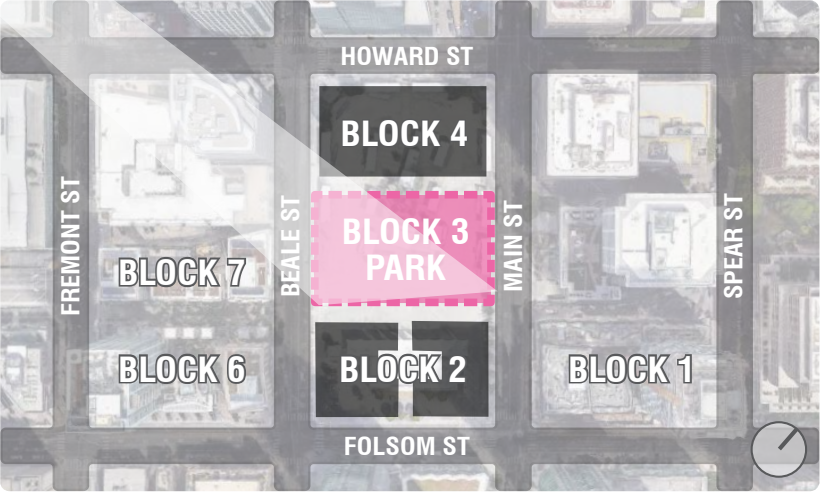 HOWARD ST
BLOCK 4
FREMONT ST
BEALE ST
BLOCK 3
PARK
MAIN ST
SPEAR ST
BLOCK 7
BLOCK 6
BLOCK 2
BLOCK 1
FOLSOM ST